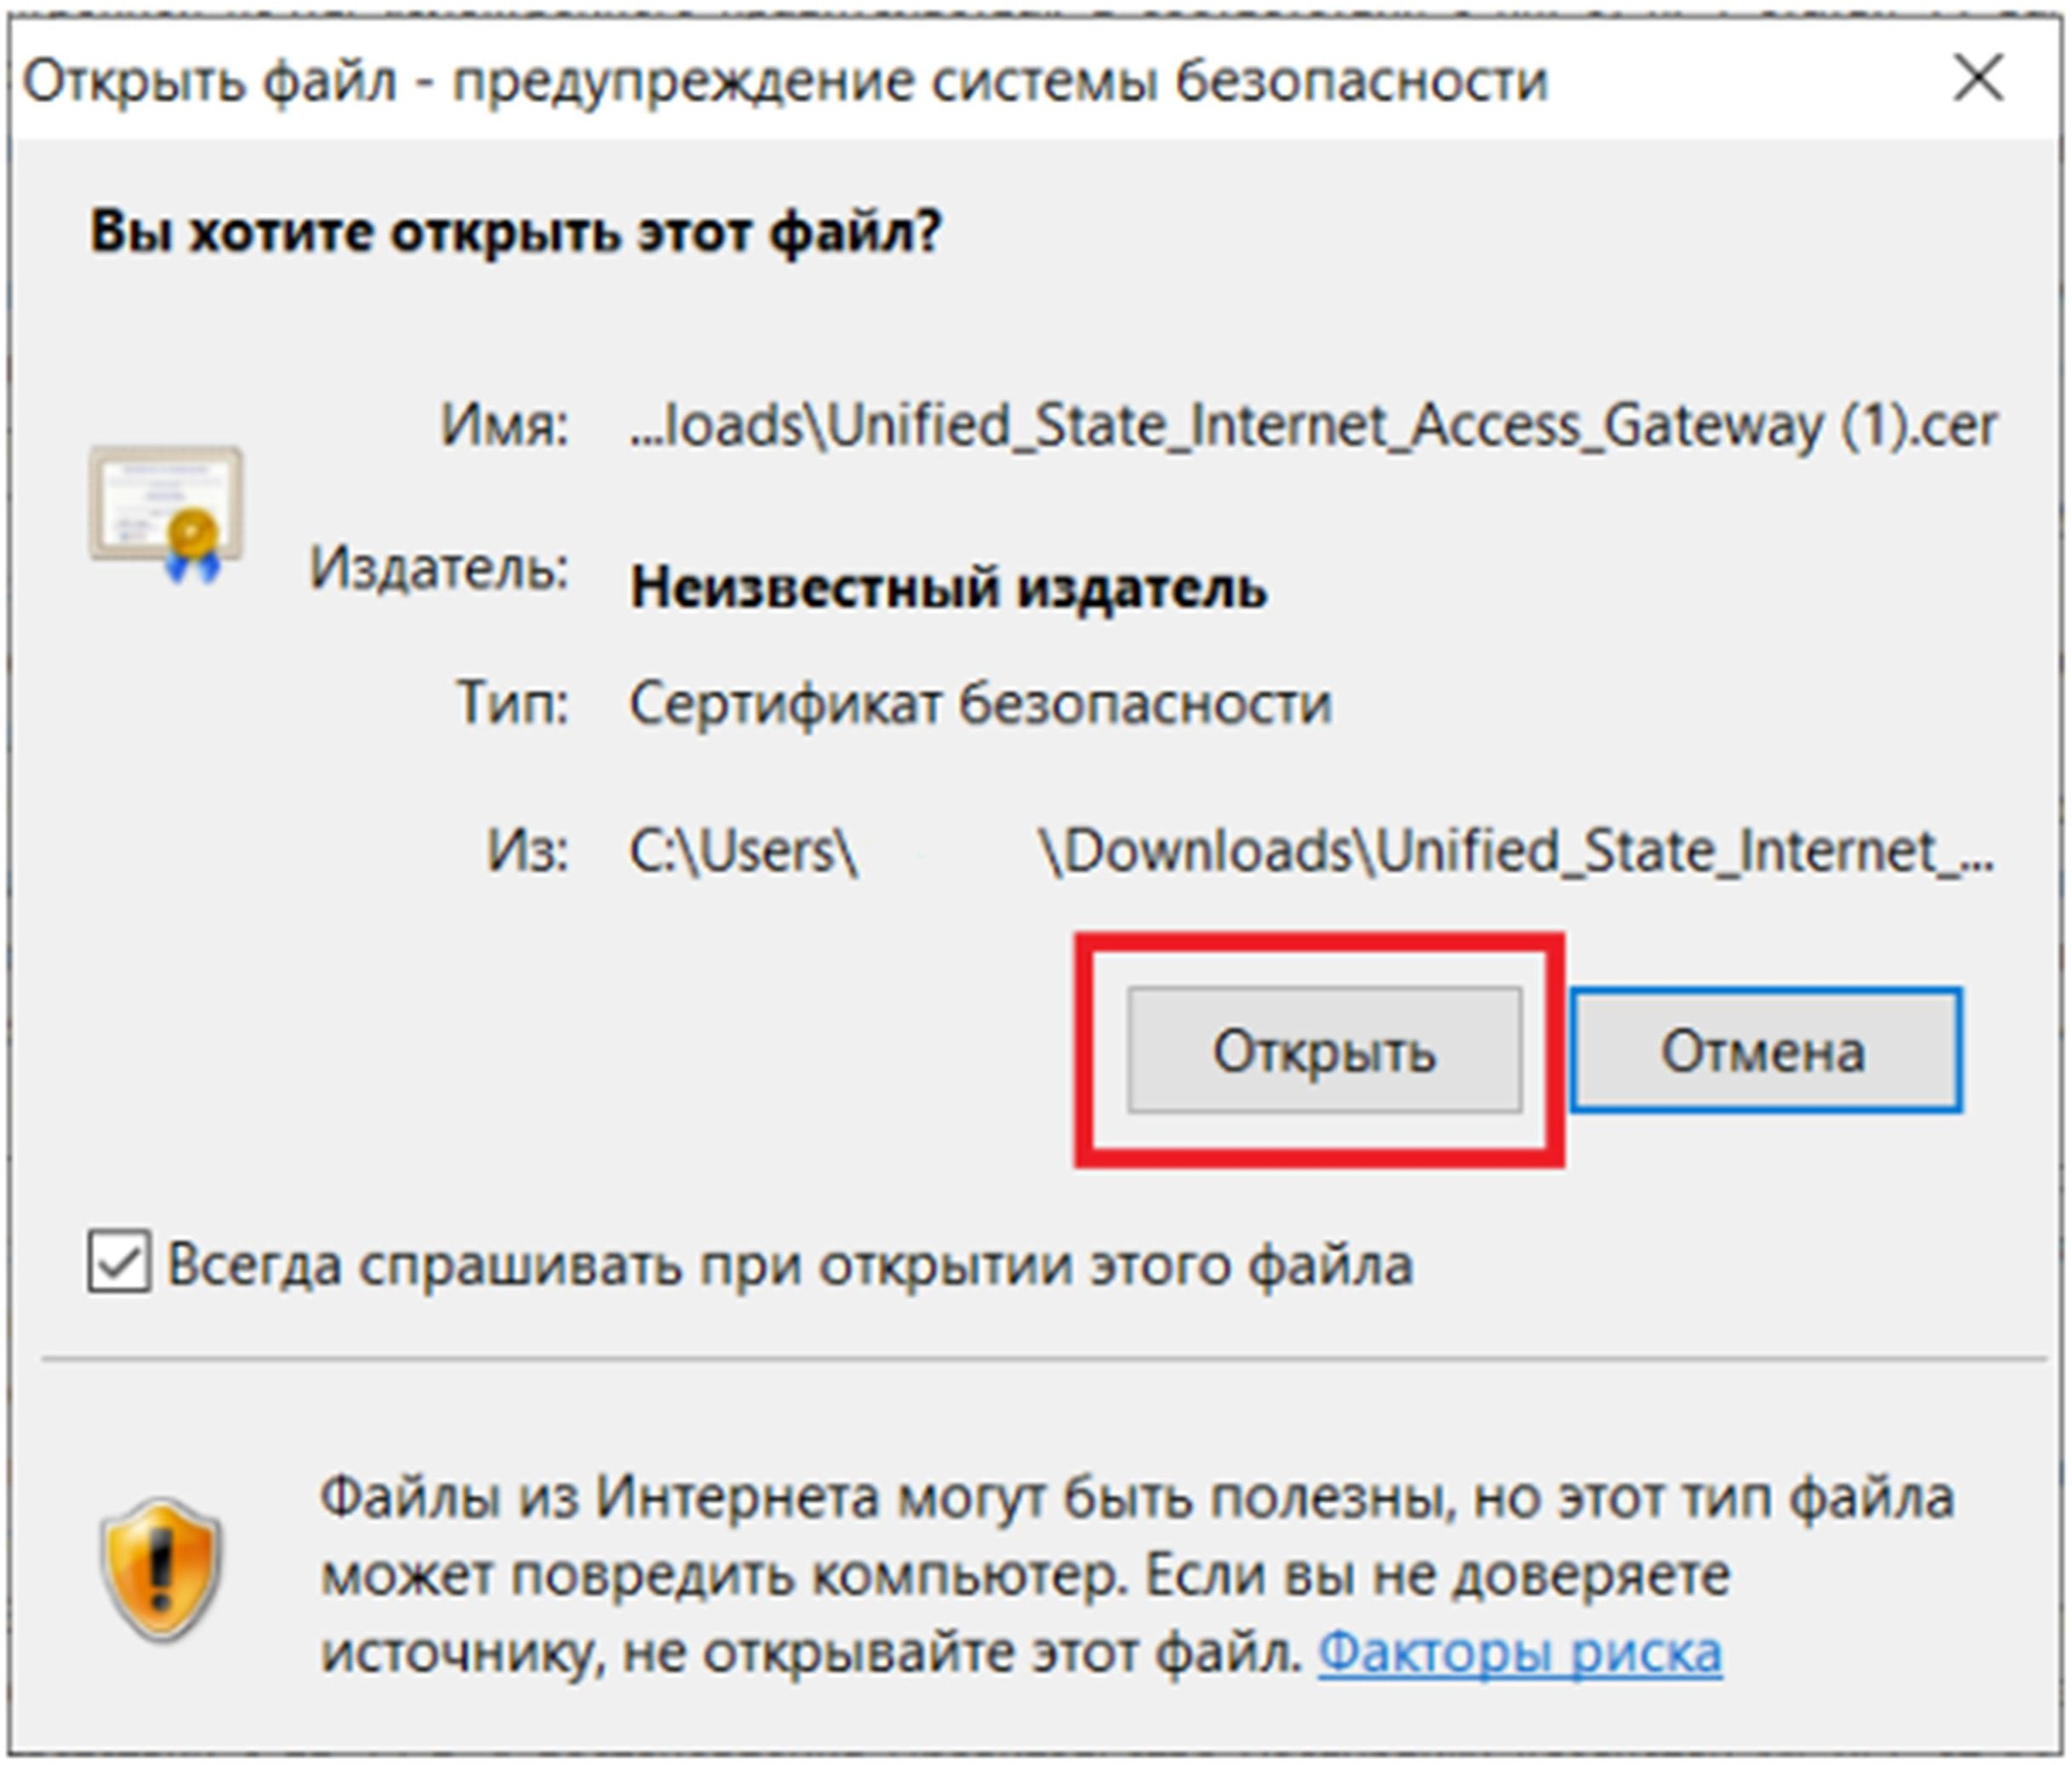 Открыть файл - предупреждение системы безопасности
Вы хотите открыть этот файл?
Имя: ...loads\Unified_State_Internet_Access_Gateway (1).cer
Издатель: Неизвестный издатель
Тип: Сертификат безопасности
Из: C:\Users\ \Downloads\Unified_State_Internet_...
Открыть Отмена
Всегда спрашивать при открытии этого файла
Файлы из Интернета могут быть полезны, но этот тип файла
может повредить компьютер. Если вы не доверяете
источнику, не открывайте этот файл. Факторы риска